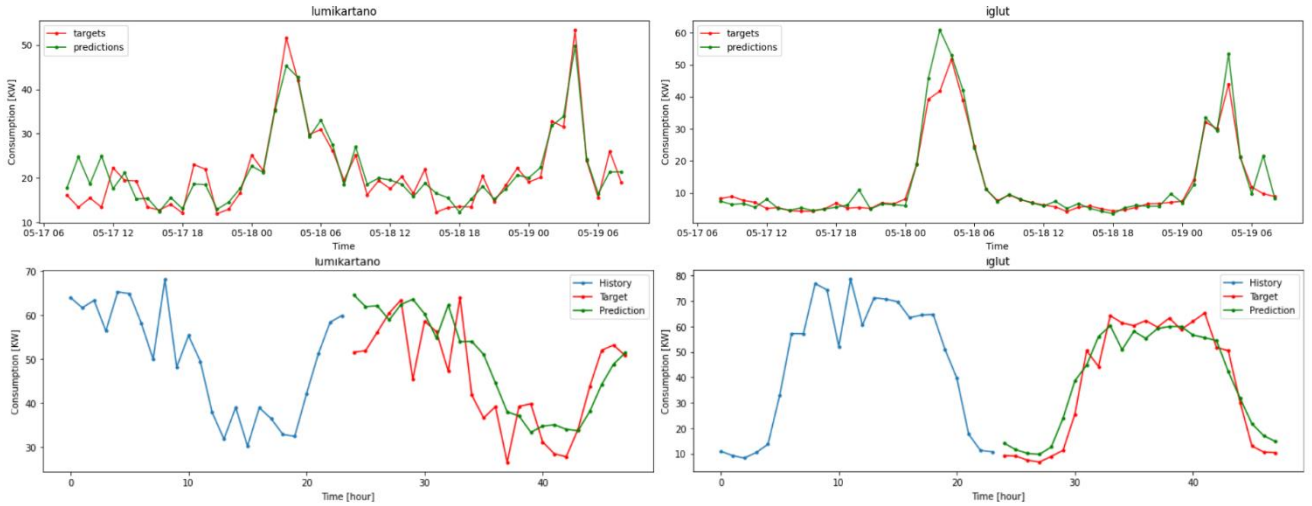 lumikartano
targets
predictions
Consumption [KW]
50
40
30
20
10
05-17 06 05-17 12 05-17 18 05-18 00 05-18 06 05-18 12 05-18 18 05-19 00 05-19 06
Time
iglut
targets
predictions
Consumption [KW]
60
50
40
30
20
10
05-17 06 05-17 12 05-17 18 05-18 00 05-18 06 05-18 12 05-18 18 05-19 00 05-19 06
Time
lumikartano
History
Target
Prediction
Consumption [KW]
70
60
50
40
30
0 10 20 30 40
Time [hour]
iglut
History
Target
Prediction
Consumption [KW]
80
70
60
50
40
30
20
10
0 10 20 30 40
Time [hour]